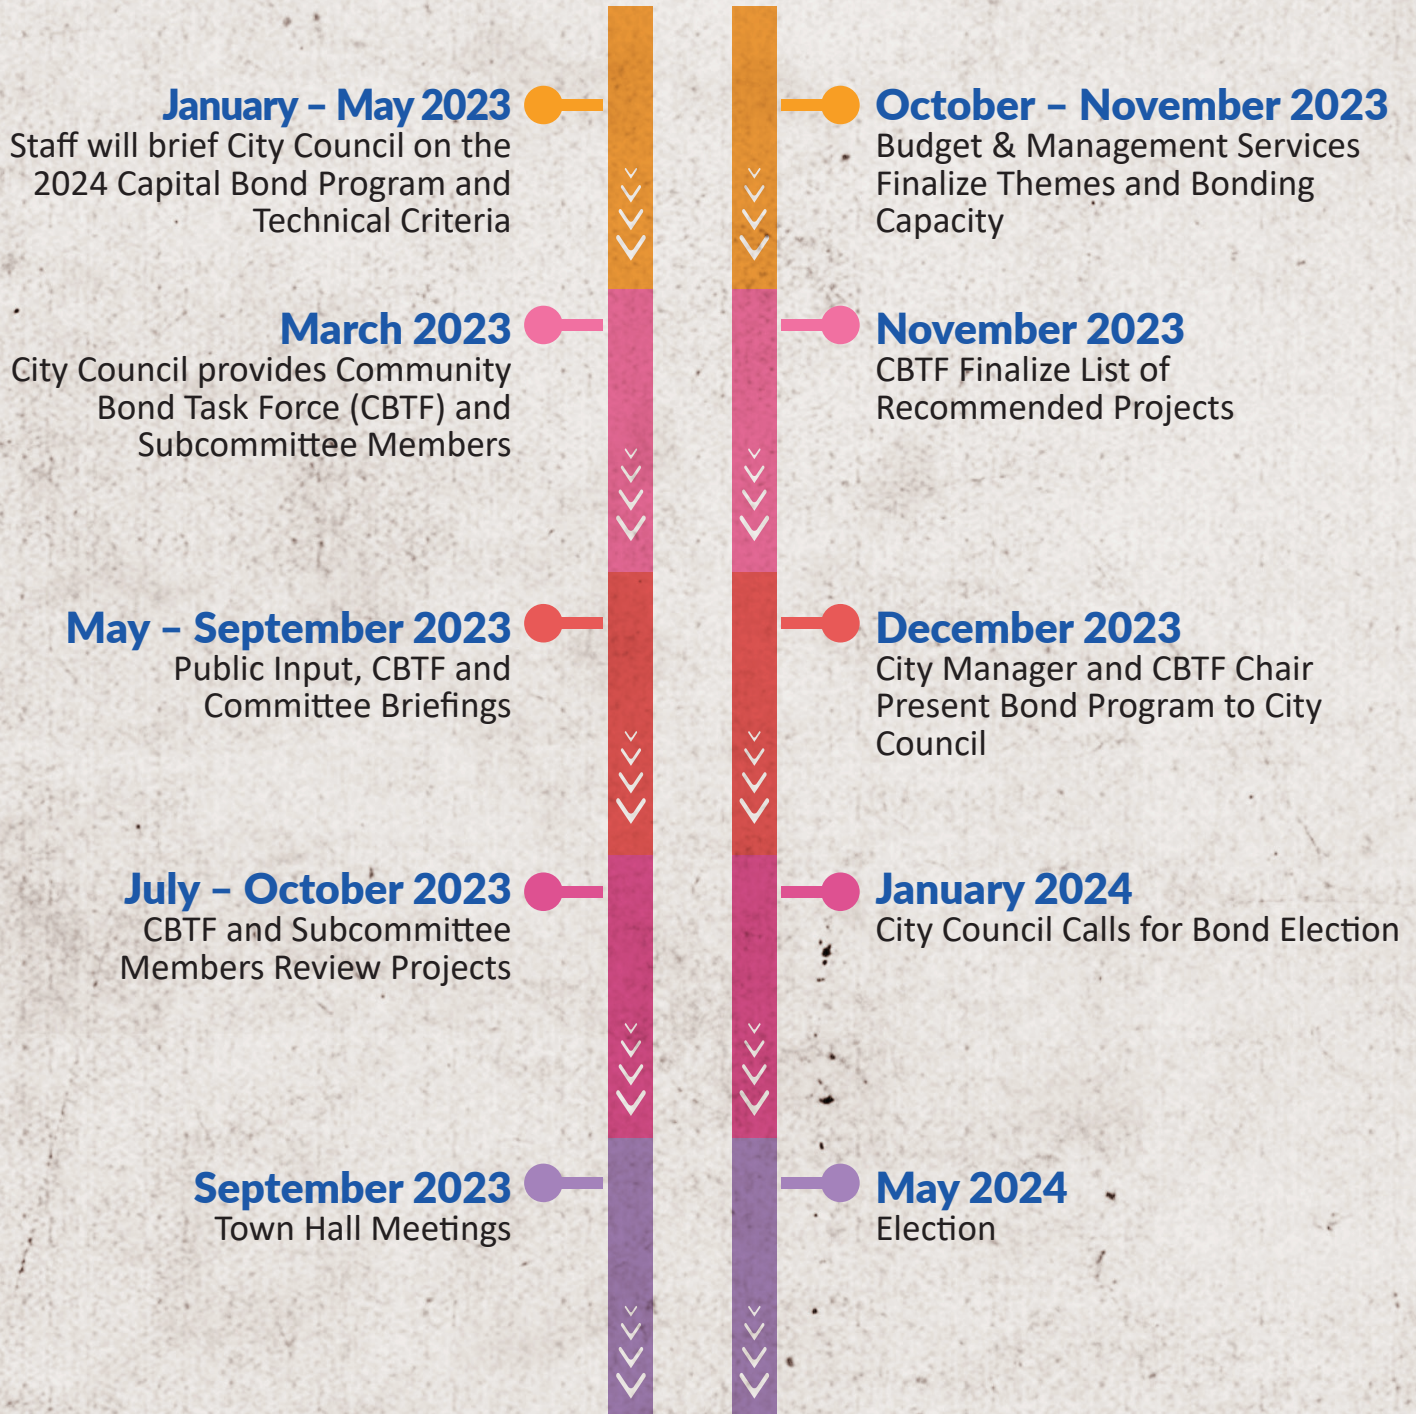 January – May 2023
Staff will brief City Council on the
2024 Capital Bond Program and
Technical Criteria
March 2023
City Council provides Community
Bond Task Force (CBTF) and
Subcommittee Members
May – September 2023
Public Input, CBTF and
Committee Briefings
July – October 2023
CBTF and Subcommittee
Members Review Projects
September 2023
Town Hall Meetings
October – November 2023
Budget & Management Services
Finalize Themes and Bonding
Capacity
November 2023
CBTF Finalize List of
Recommended Projects
December 2023
City Manager and CBTF Chair
Present Bond Program to City
Council
January 2024
City Council Calls for Bond Election
May 2024
Election